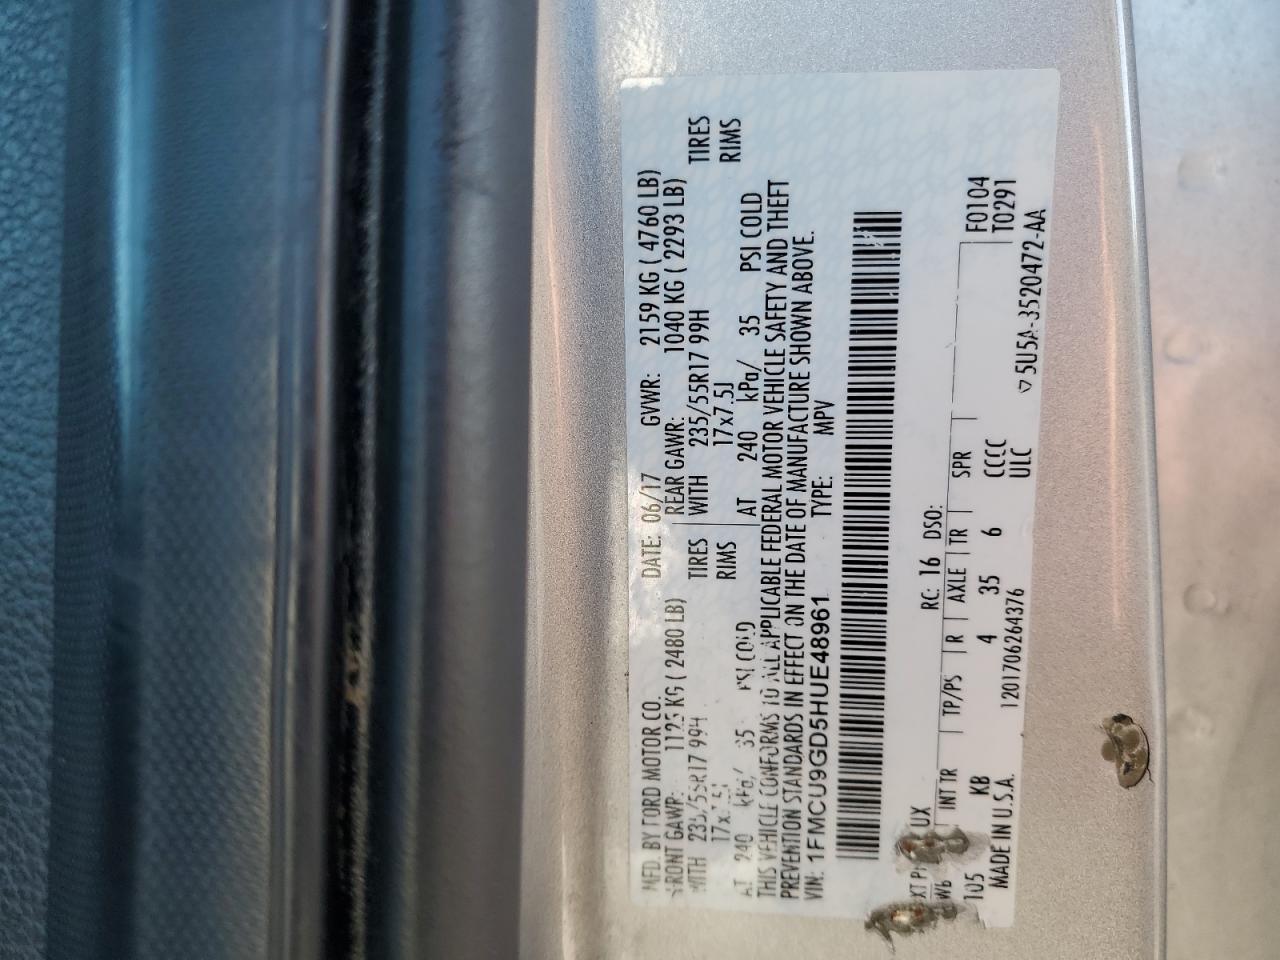 MFD. BY FORD MOTOR CO. DATE: 06/17 GVWR: 2159 KG ( 4760 LB)
FRONT GAWR: 1125 KG ( 2480 LB) REAR GAWR: 1040 KG ( 2293 LB)
WITH 235/55R17 99H TIRES WITH 235/55R17 99H TIRES
17x7.5J RIMS 17x7.5J RIMS
AT 240 kPa/ 35 PSI COLD AT 240 kPa/ 35 PSI COLD
THIS VEHICLE CONFORMS TO ALL APPLICABLE FEDERAL MOTOR VEHICLE SAFETY AND THEFT
PREVENTION STANDARDS IN EFFECT ON THE DATE OF MANUFACTURE SHOWN ABOVE.
VIN: 1FMCU9GD5HUE48961 TYPE: MPV
UX RC: 16 DSO: F0104
INT TR TP/PS R AXLE TR SPR T0291
105 KB 4 35 6 CCCC
MADE IN U.S.A. 1201706264376 ULC
▽5U5A-3520472-AA